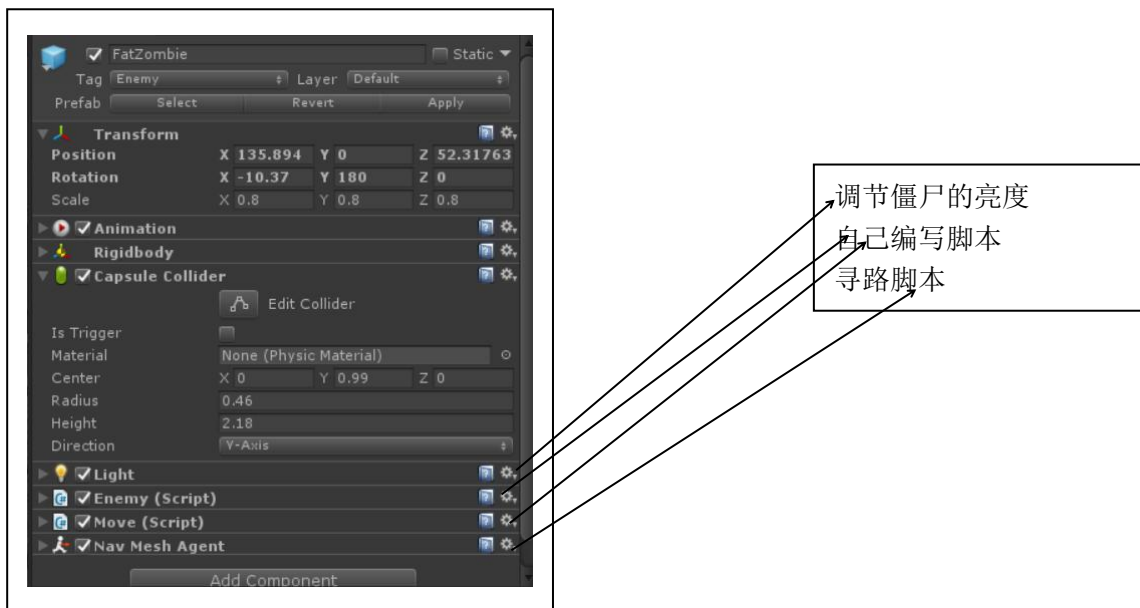 FatZombie Static
Tag Enemy Layer Default
Prefab Select Revert Apply
Transform
Position X 135.894 Y 0 Z 52.31763
Rotation X -10.37 Y 180 Z 0
Scale X 0.8 Y 0.8 Z 0.8
Animation
Rigidbody
Capsule Collider
Edit Collider
Is Trigger
Material None (Physic Material)
Center X 0 Y 0.99 Z 0
Radius 0.46
Height 2.18
Direction Y-Axis
Light
Enemy (Script)
Move (Script)
Nav Mesh Agent
Add Component
调节僵尸的亮度
自己编写脚本
寻路脚本